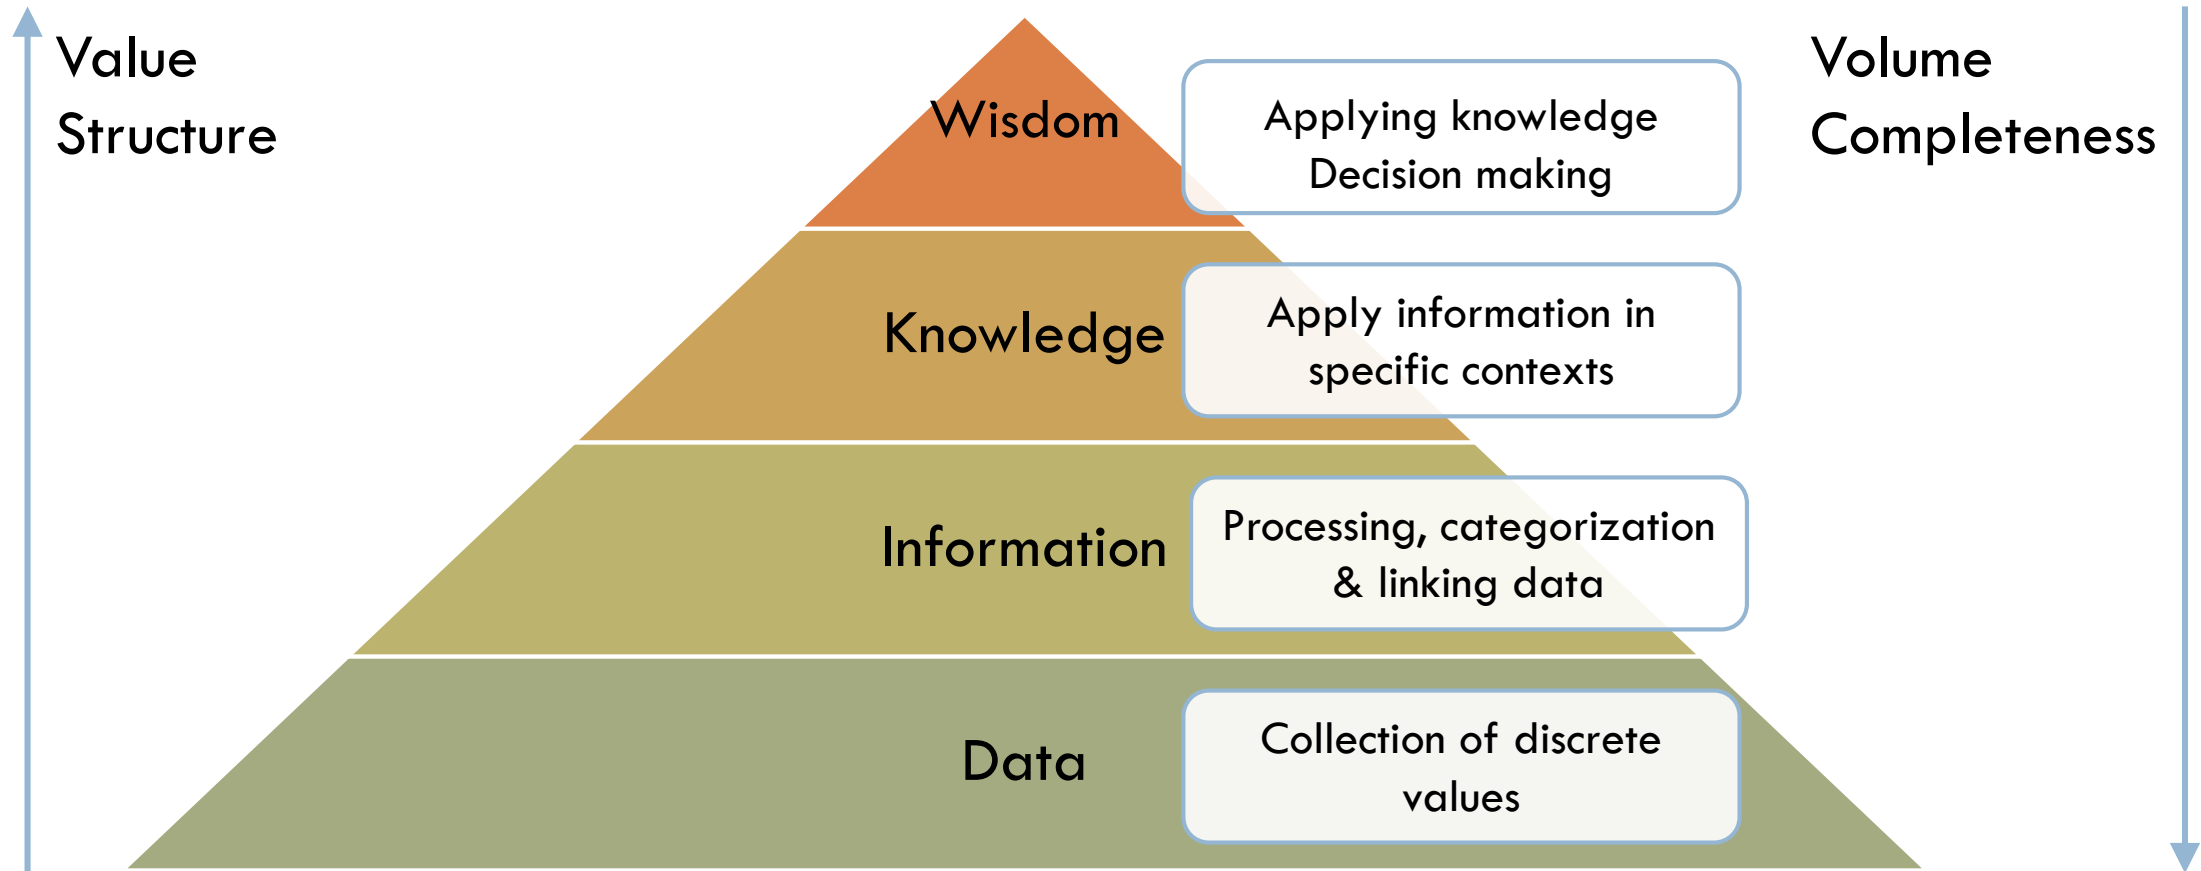 Value
Structure
Volume
Completeness
Wisdom
Applying knowledge
Decision making
Knowledge
Apply information in
specific contexts
Information
Processing, categorization
& linking data
Data
Collection of discrete
values